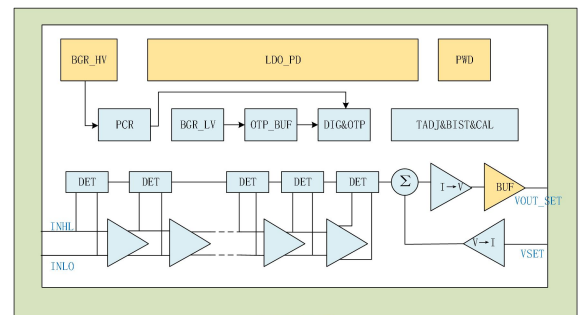 BGR_HV
LDO_PD
PWD
PCR
BGR_LV
OTP_BUF
DIG&OTP
TADJ&BIST&CAL
DET
DET
DET
DET
DET
Σ
I→V
BUF
VOUT_SET
INHL
INLO
V→I
VSET